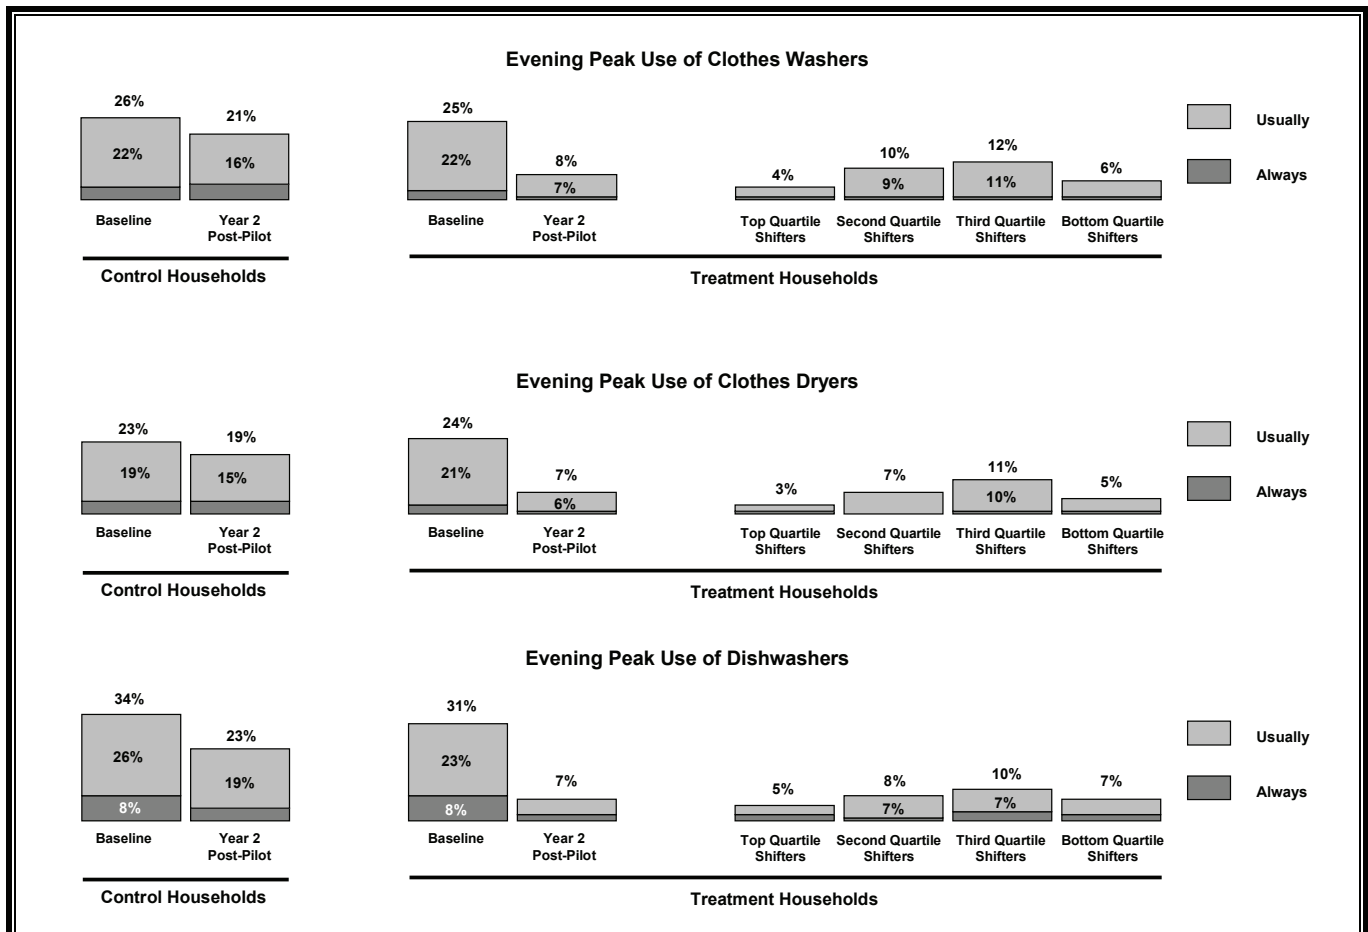 Evening Peak Use of Clothes Washers
26% 21% 25% 8% 4% 10% 12% 6%
22% 16% 22% 7% 9% 11%
Usually
Always
Baseline Year 2 Baseline Year 2 Top Quartile Second Quartile Third Quartile Bottom Quartile
Post-Pilot Post-Pilot Shifters Shifters Shifters Shifters
Control Households Treatment Households
Evening Peak Use of Clothes Dryers
23% 19% 24% 7% 3% 7% 11% 5%
19% 15% 21% 6% 10%
Usually
Always
Baseline Year 2 Baseline Year 2 Top Quartile Second Quartile Third Quartile Bottom Quartile
Post-Pilot Post-Pilot Shifters Shifters Shifters Shifters
Control Households Treatment Households
Evening Peak Use of Dishwashers
34% 23% 31% 7% 5% 8% 10% 7%
26% 19% 23% 7% 7%
8% 8%
Usually
Always
Baseline Year 2 Baseline Year 2 Top Quartile Second Quartile Third Quartile Bottom Quartile
Post-Pilot Post-Pilot Shifters Shifters Shifters Shifters
Control Households Treatment Households